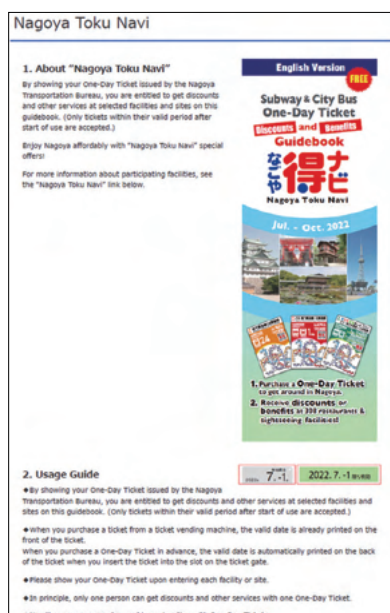 Nagoya Toku Navi
1. About "Nagoya Toku Navi"
By showing your One-Day Ticket issued by the Nagoya
Transportation Bureau, you are entitled to get discounts
and other services at selected facilities and sites on this
guidebook. (Only tickets within their valid period after
start of use are accepted.)
Enjoy Nagoya affordably with "Nagoya Toku Navi" special
offers!
For more information about participating facilities, see
the "Nagoya Toku Navi" link below.
English Version
FREE
Subway & City Bus
One-Day Ticket
Discounts and Benefits
Guidebook
なごや
得
ナビ
Nagoya Toku Navi
Jul. - Oct. 2022
1. Purchase a One-Day Ticket
to get around in Nagoya.
2. Receive discounts or
benefits at 300 restaurants &
sightseeing facilities!
2. Usage Guide
7.-1.
2022.7.-1
◆By showing your One-Day Ticket issued by the Nagoya
Transportation Bureau, you are entitled to get discounts and other services at selected facilities and
sites on this guidebook. (Only tickets within their valid period after start of use are accepted.)
◆When you purchase a ticket from a ticket vending machine, the valid date is already printed on the
front of the ticket.
When you purchase a One-Day Ticket in advance, the valid date is automatically printed on the back
of the ticket when you insert the ticket into the slot on the ticket gate.
◆Please show your One-Day Ticket upon entering each facility or site.
◆In principle, only one person can get discounts and other services with one One-Day Ticket.